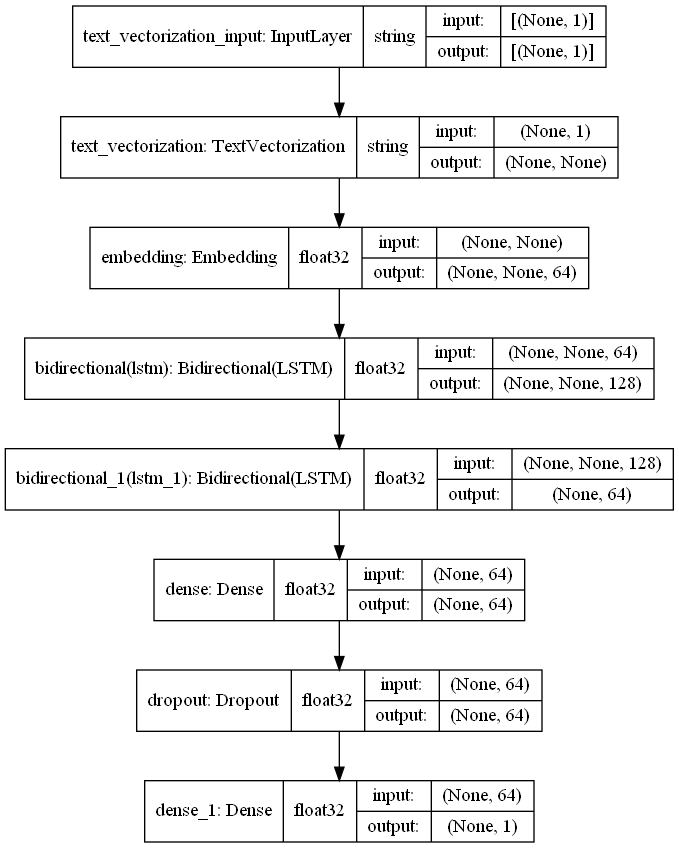 text_vectorization_input: InputLayer string input: [(None, 1)]
output: [(None, 1)]
text_vectorization: TextVectorization string input: (None, 1)
output: (None, None)
embedding: Embedding float32 input: (None, None)
output: (None, None, 64)
bidirectional(lstm): Bidirectional(LSTM) float32 input: (None, None, 64)
output: (None, None, 128)
bidirectional_1(lstm_1): Bidirectional(LSTM) float32 input: (None, None, 128)
output: (None, 64)
dense: Dense float32 input: (None, 64)
output: (None, 64)
dropout: Dropout float32 input: (None, 64)
output: (None, 64)
dense_1: Dense float32 input: (None, 64)
output: (None, 1)